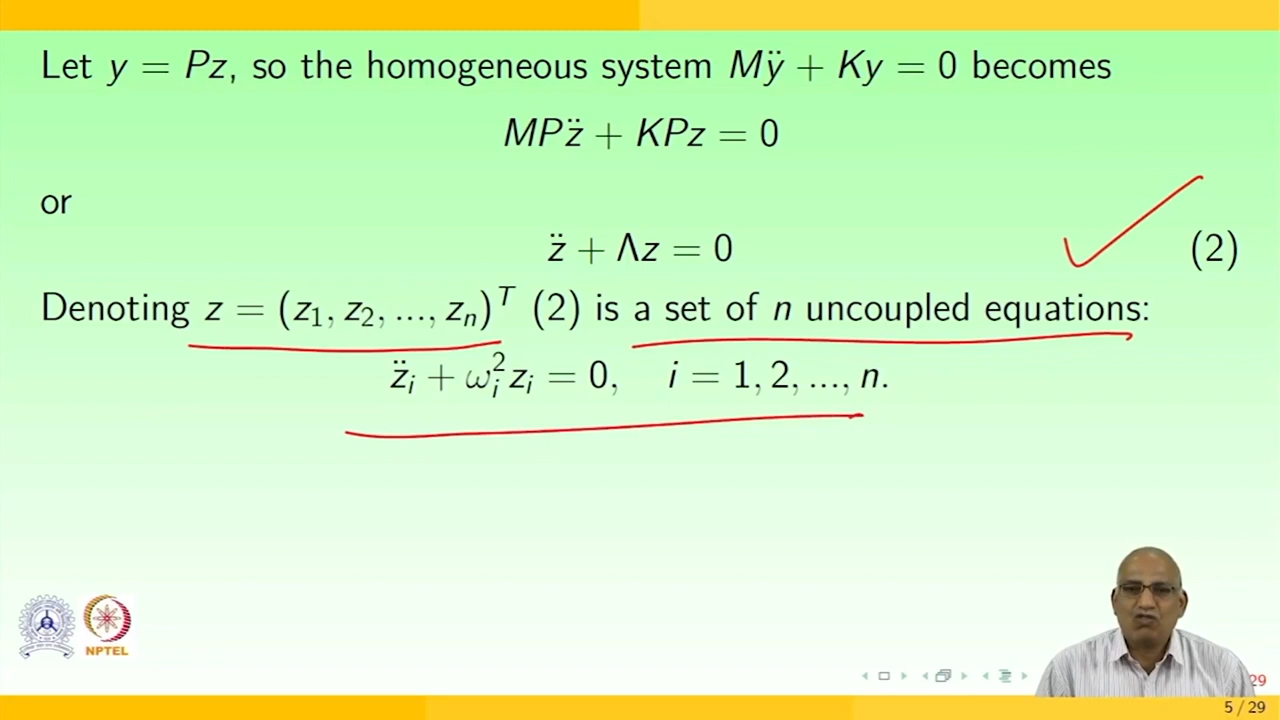 Let y = Pz, so the homogeneous system Mÿ + Ky = 0 becomes
MPz̈ + KPz = 0
or
z̈ + Λz = 0 (2)
Denoting z = (z₁, z₂, ..., zₙ)ᵀ (2) is a set of n uncoupled equations:
z̈ᵢ + ωᵢ²zᵢ = 0, i = 1, 2, ..., n.
NPTEL
29
5 / 29